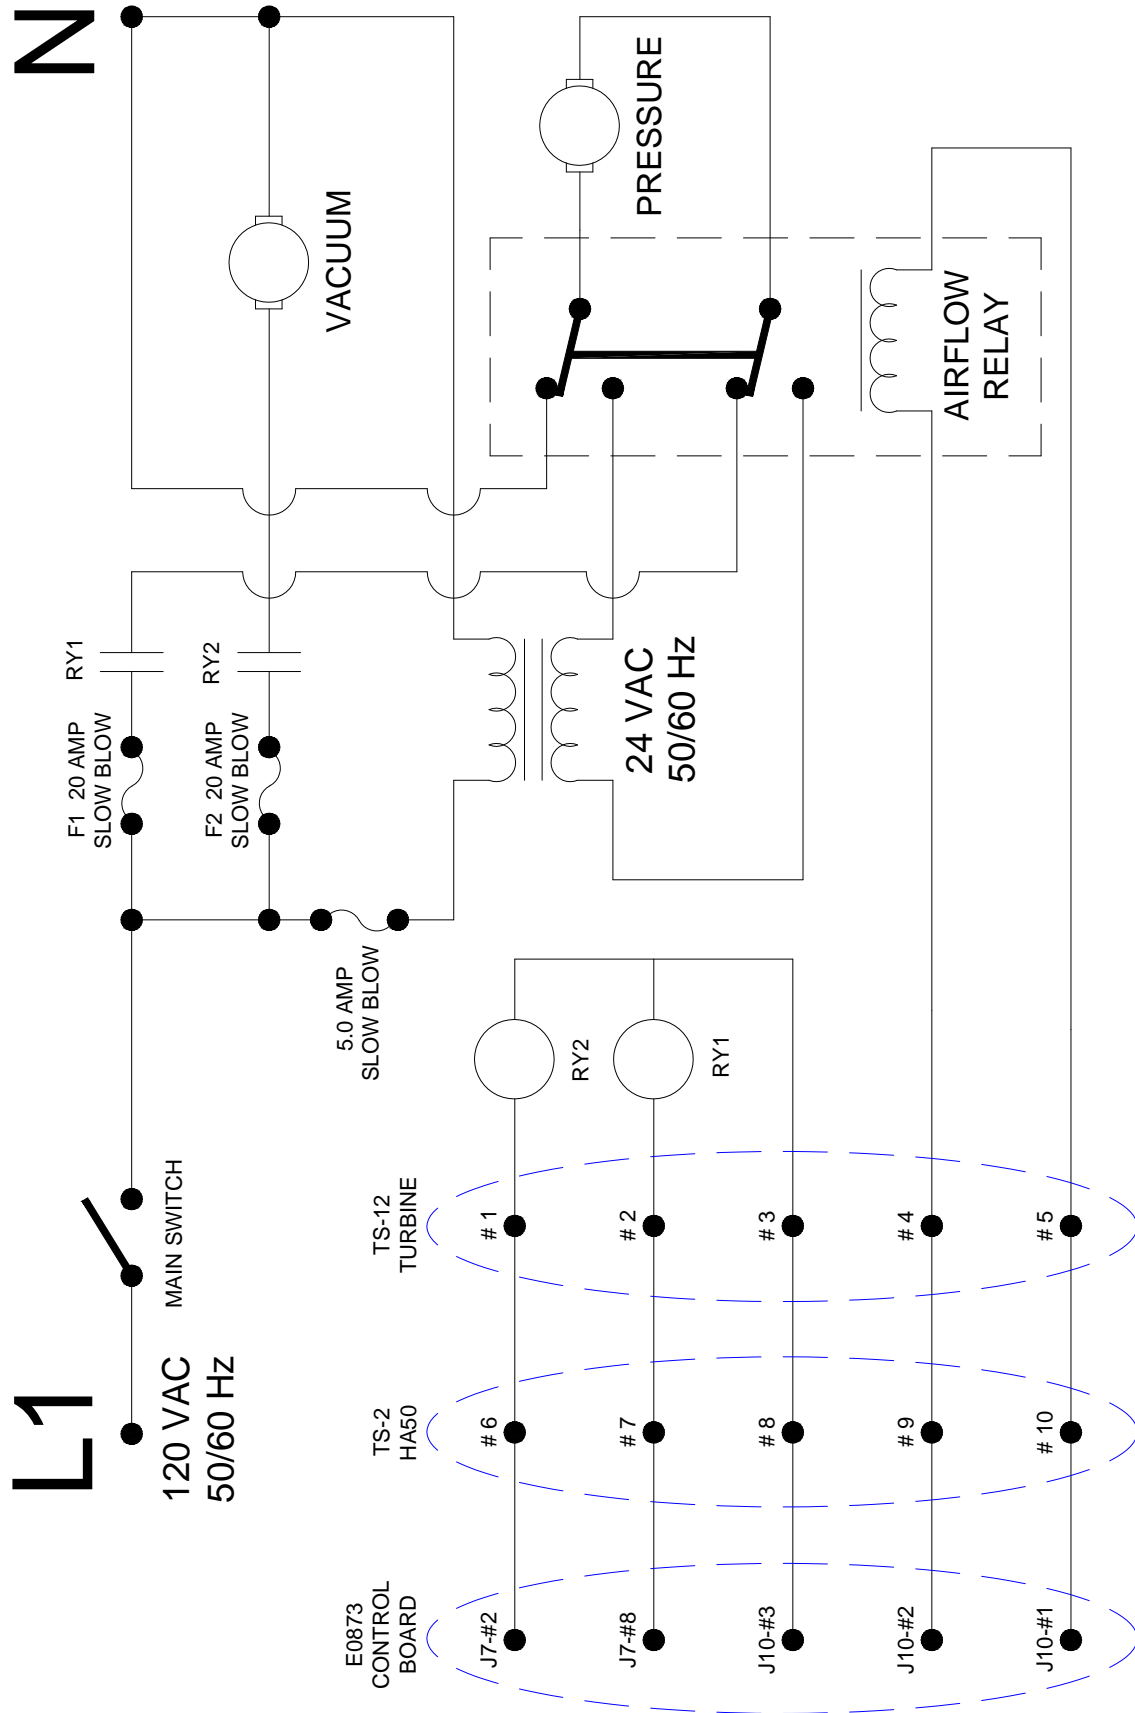 L1
N
120 VAC
50/60 Hz
MAIN SWITCH
F1  20 AMP
SLOW BLOW
RY1
F2  20 AMP
SLOW BLOW
RY2
VACUUM
5.0 AMP
SLOW BLOW
24 VAC
50/60 Hz
PRESSURE
AIRFLOW
RELAY
E0873
CONTROL
BOARD
TS-2
HA50
TS-12
TURBINE
J7-#2
# 6
# 1
RY2
J7-#8
# 7
# 2
RY1
J10-#3
# 8
# 3
J10-#2
# 9
# 4
J10-#1
# 10
# 5